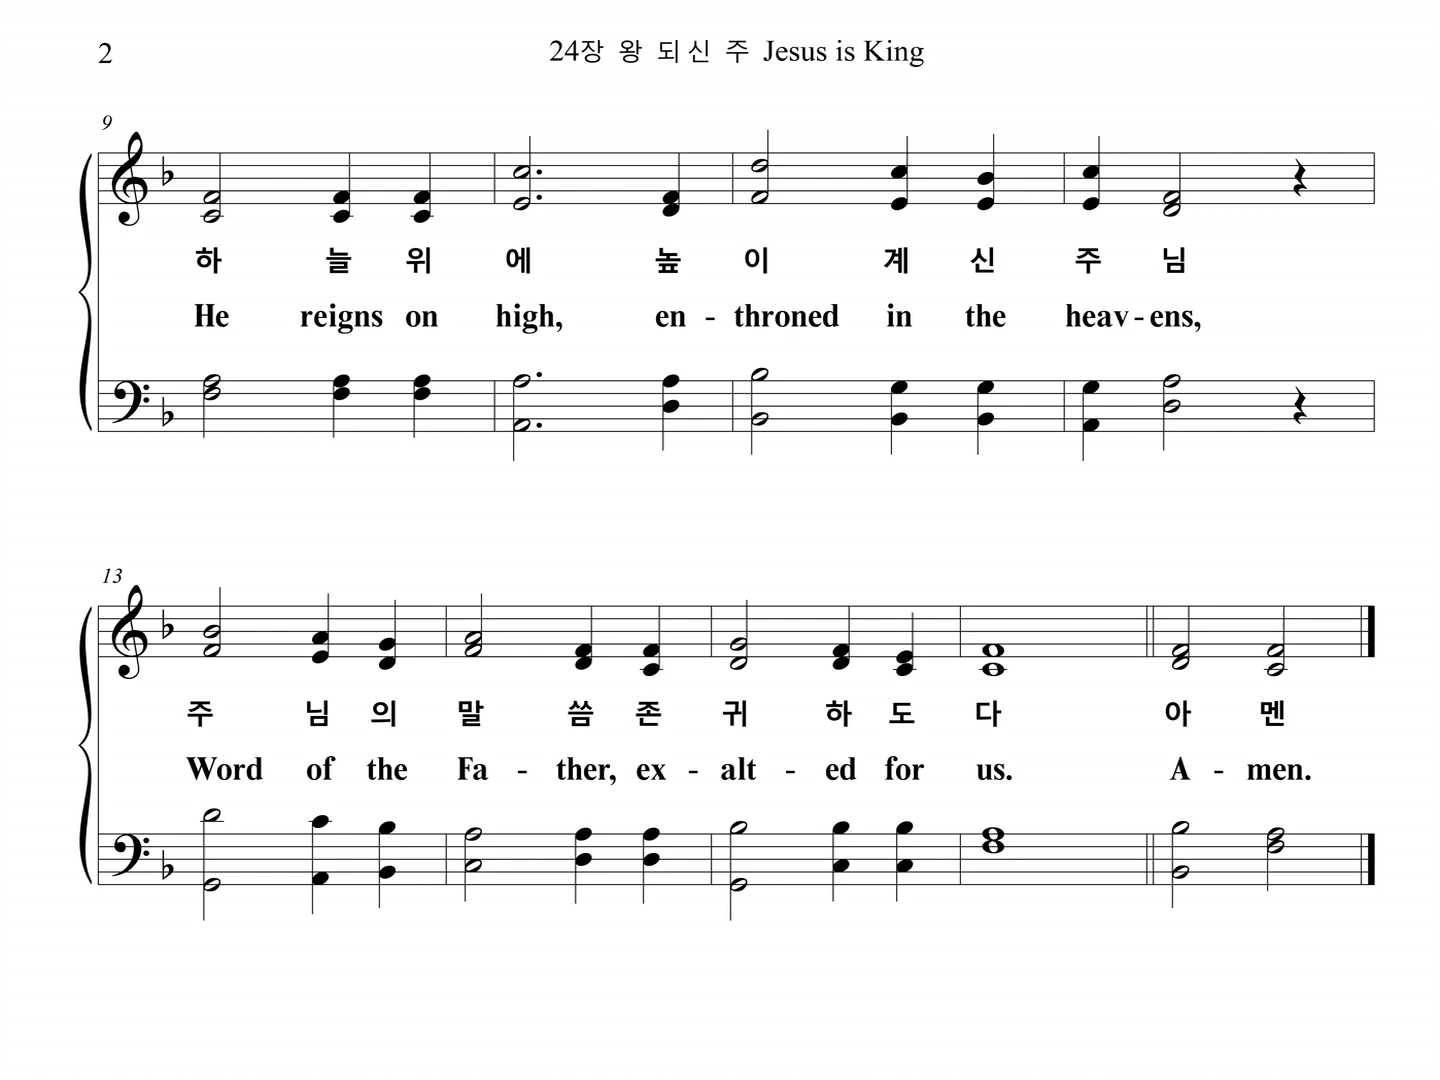 2
24장 왕 되신 주 Jesus is King
9
하 늘 위 에 높 이 계 신 주 님
He reigns on high, en - throned in the heav - ens,
13
주 님 의 말 씀 존 귀 하 도 다 아 멘
Word of the Fa - ther, ex - alt - ed for us. A - men.